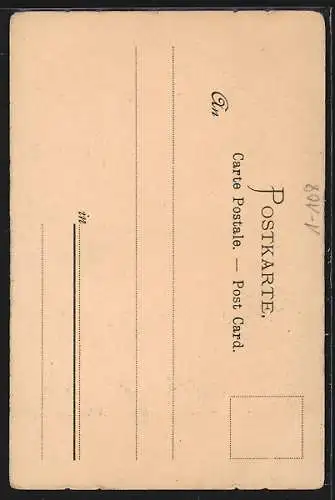 POSTKARTE.
Carte Postale. — Post Card.
An
in